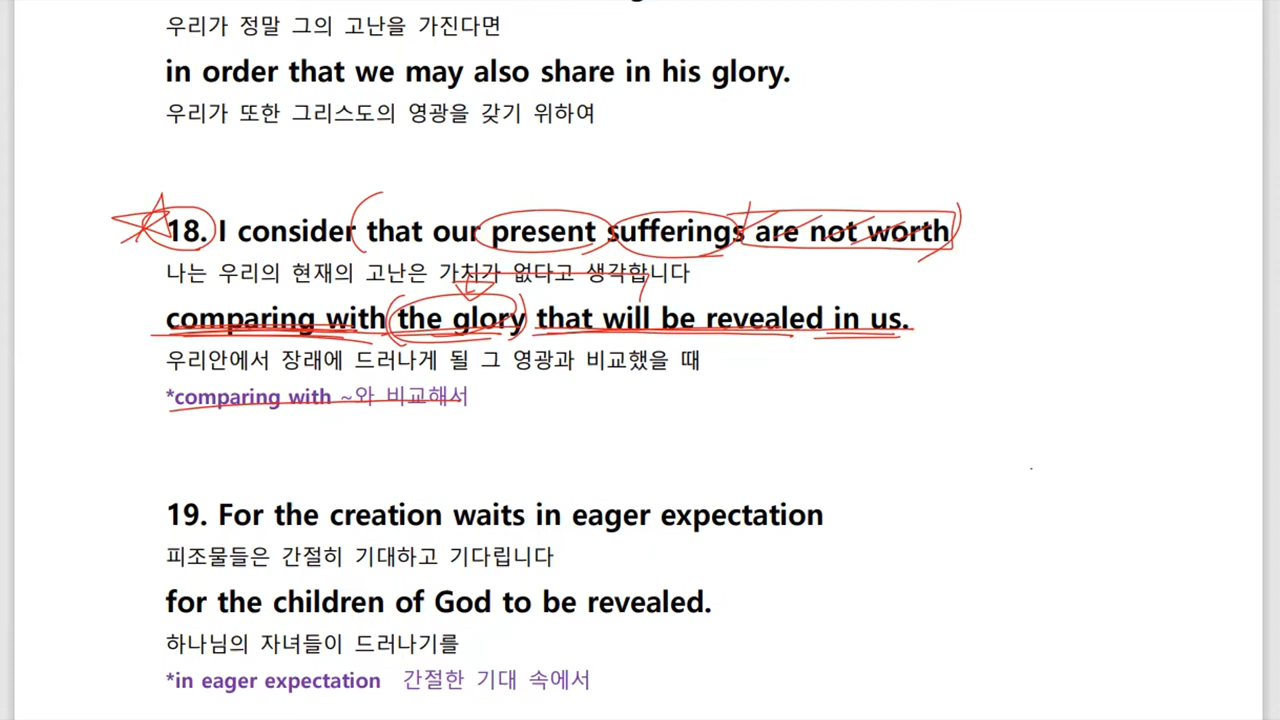 우리가 정말 그의 고난을 가진다면
in order that we may also share in his glory.
우리가 또한 그리스도의 영광을 갖기 위하여
18. I consider that our present sufferings are not worth
나는 우리의 현재의 고난은 가치가 없다고 생각합니다
comparing with the glory that will be revealed in us.
우리안에서 장래에 드러나게 될 그 영광과 비교했을 때
*comparing with ~와 비교해서
19. For the creation waits in eager expectation
피조물들은 간절히 기대하고 기다립니다
for the children of God to be revealed.
하나님의 자녀들이 드러나기를
*in eager expectation 간절한 기대 속에서